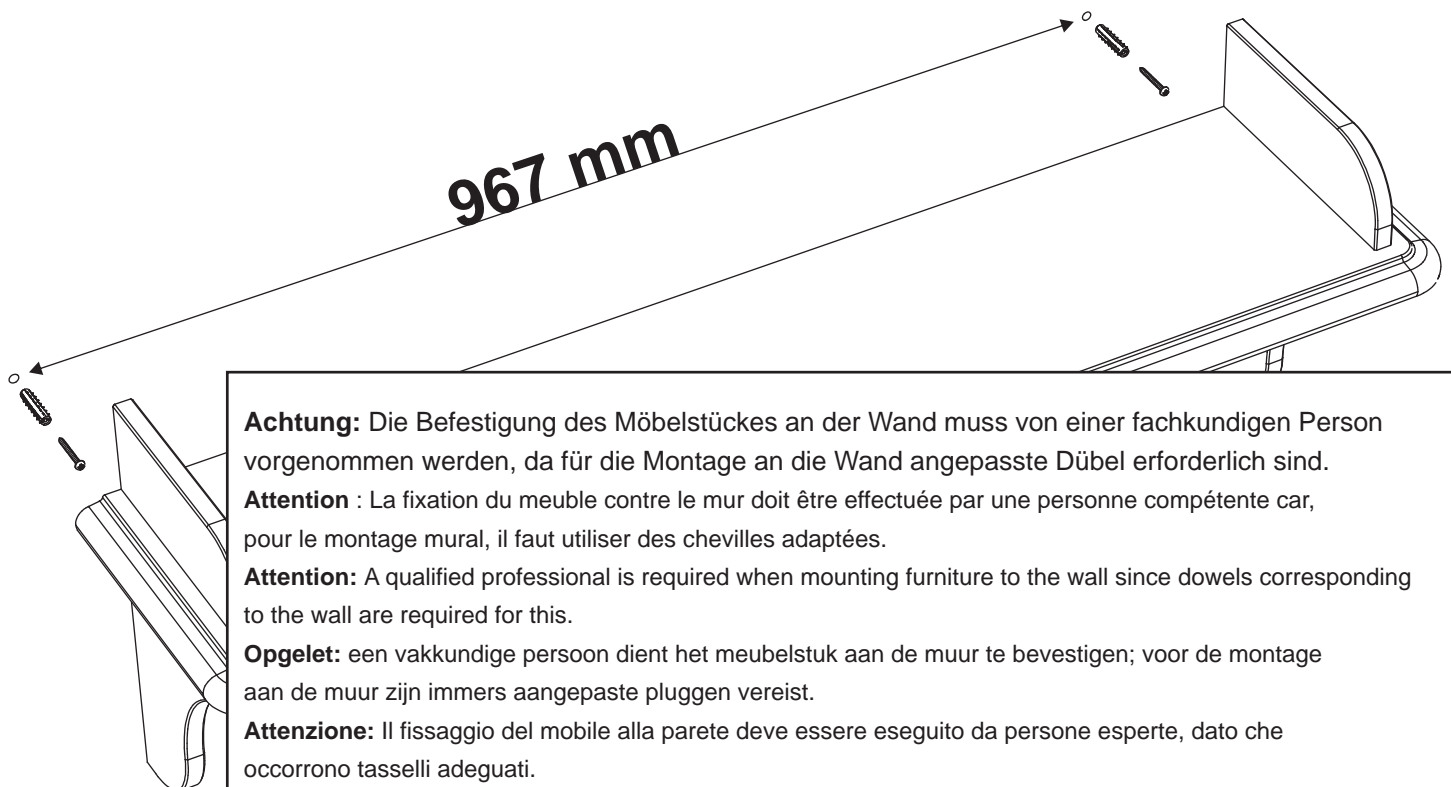 967 mm
Achtung: Die Befestigung des Möbelstückes an der Wand muss von einer fachkundigen Person
vorgenommen werden, da für die Montage an die Wand angepasste Dübel erforderlich sind.
Attention : La fixation du meuble contre le mur doit être effectuée par une personne compétente car,
pour le montage mural, il faut utiliser des chevilles adaptées.
Attention: A qualified professional is required when mounting furniture to the wall since dowels corresponding
to the wall are required for this.
Opgelet: een vakkundige persoon dient het meubelstuk aan de muur te bevestigen; voor de montage
aan de muur zijn immers aangepaste pluggen vereist.
Attenzione: Il fissaggio del mobile alla parete deve essere eseguito da persone esperte, dato che
occorrono tasselli adeguati.